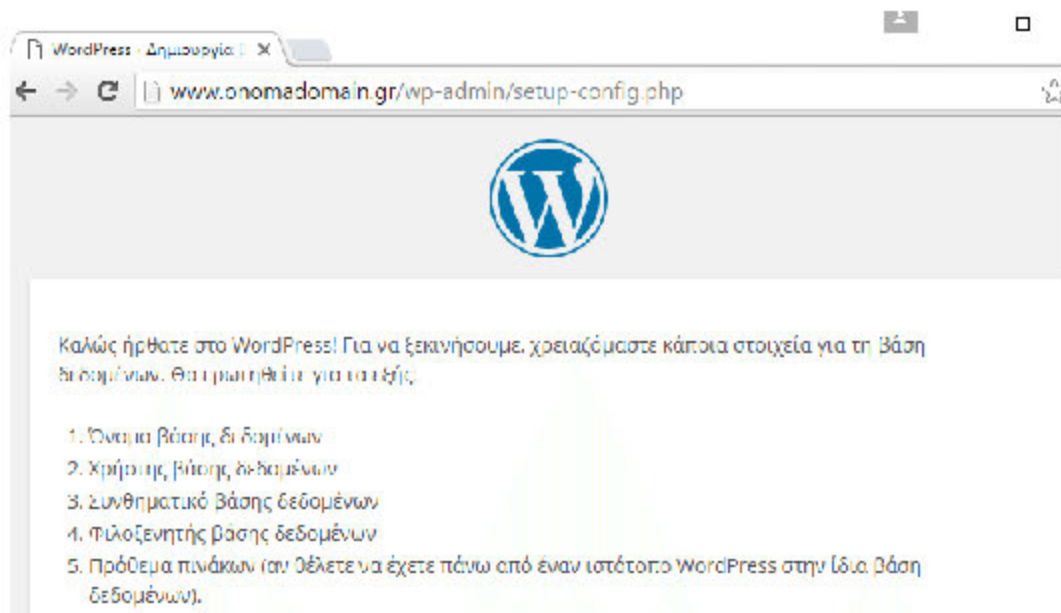 WordPress › Δημιουργία
www.onomadomain.gr/wp-admin/setup-config.php
Καλώς ήρθατε στο WordPress! Για να ξεκινήσουμε, χρειαζόμαστε κάποια στοιχεία για τη βάση
δεδομένων. Θα ερωτηθείτε για τα εξής:
1. Όνομα βάσης δεδομένων
2. Χρήστης βάσης δεδομένων
3. Συνθηματικό βάσης δεδομένων
4. Φιλοξενητής βάσης δεδομένων
5. Πρόθεμα πινάκων (αν θέλετε να έχετε πάνω από έναν ιστότοπο WordPress στην ίδια βάση
δεδομένων).